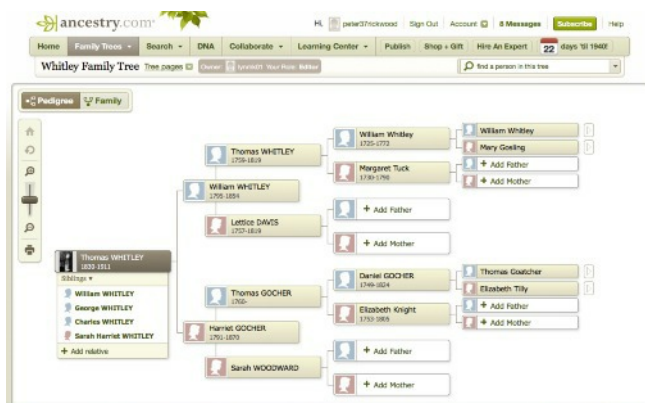 ancestry.com
Hi, peter37rickwood Sign Out Account 8 Messages Subscribe Help
Home Family Trees Search DNA Collaborate Learning Center Publish Shop + Gift Hire An Expert 22 days 'til 1940!
Whitley Family Tree Tree pages Owner: Your Role: Editor find a person in this tree
Pedigree Family
William Whitley
1725-1772
William Whitley
Mary Gosling
Thomas WHITLEY
1759-1819
Margaret Tuck
1730-1790
+ Add Father
+ Add Mother
William WHITLEY
1795-1854
Lettice DAVIS
1757-1819
+ Add Father
+ Add Mother
Thomas WHITLEY
1830-1911
Siblings
William WHITLEY
George WHITLEY
Charles WHITLEY
Sarah Harriet WHITLEY
+ Add relative
Daniel GOCHER
1749-1824
Thomas Goatcher
Elizabeth Tilly
Thomas GOCHER
1768-
Elizabeth Knight
1753-1805
+ Add Father
+ Add Mother
Harriet GOCHER
1791-1870
Sarah WOODWARD
+ Add Father
+ Add Mother